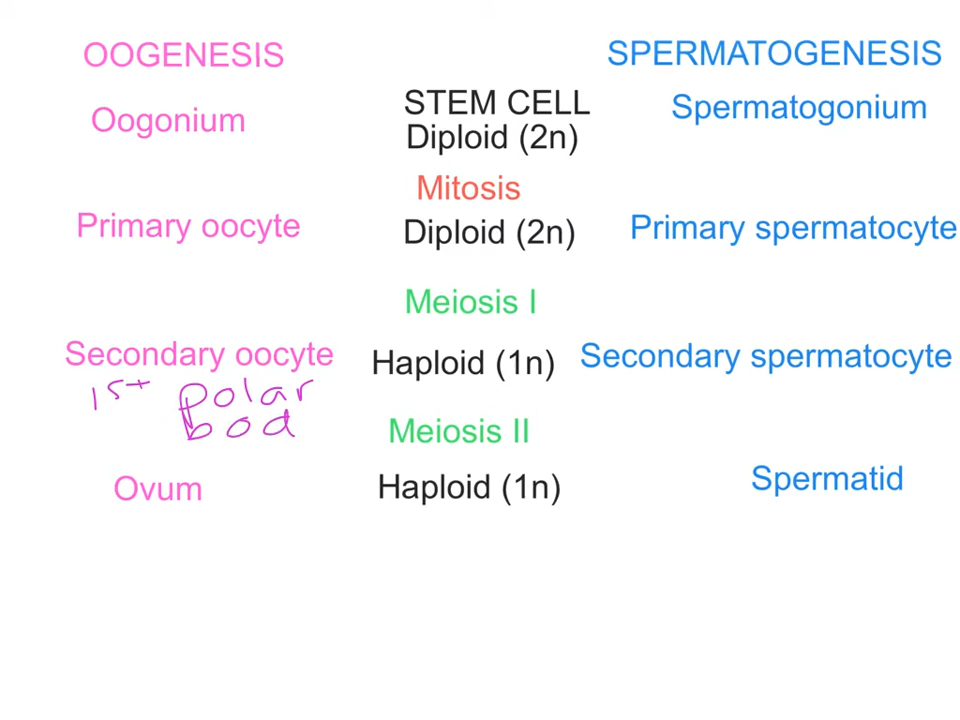 OOGENESIS
SPERMATOGENESIS
Oogonium
STEM CELL
Diploid (2n)
Spermatogonium
Mitosis
Primary oocyte
Diploid (2n)
Primary spermatocyte
Meiosis I
Secondary oocyte
Haploid (1n)
Secondary spermatocyte
1st polar
bod
Meiosis II
Ovum
Haploid (1n)
Spermatid